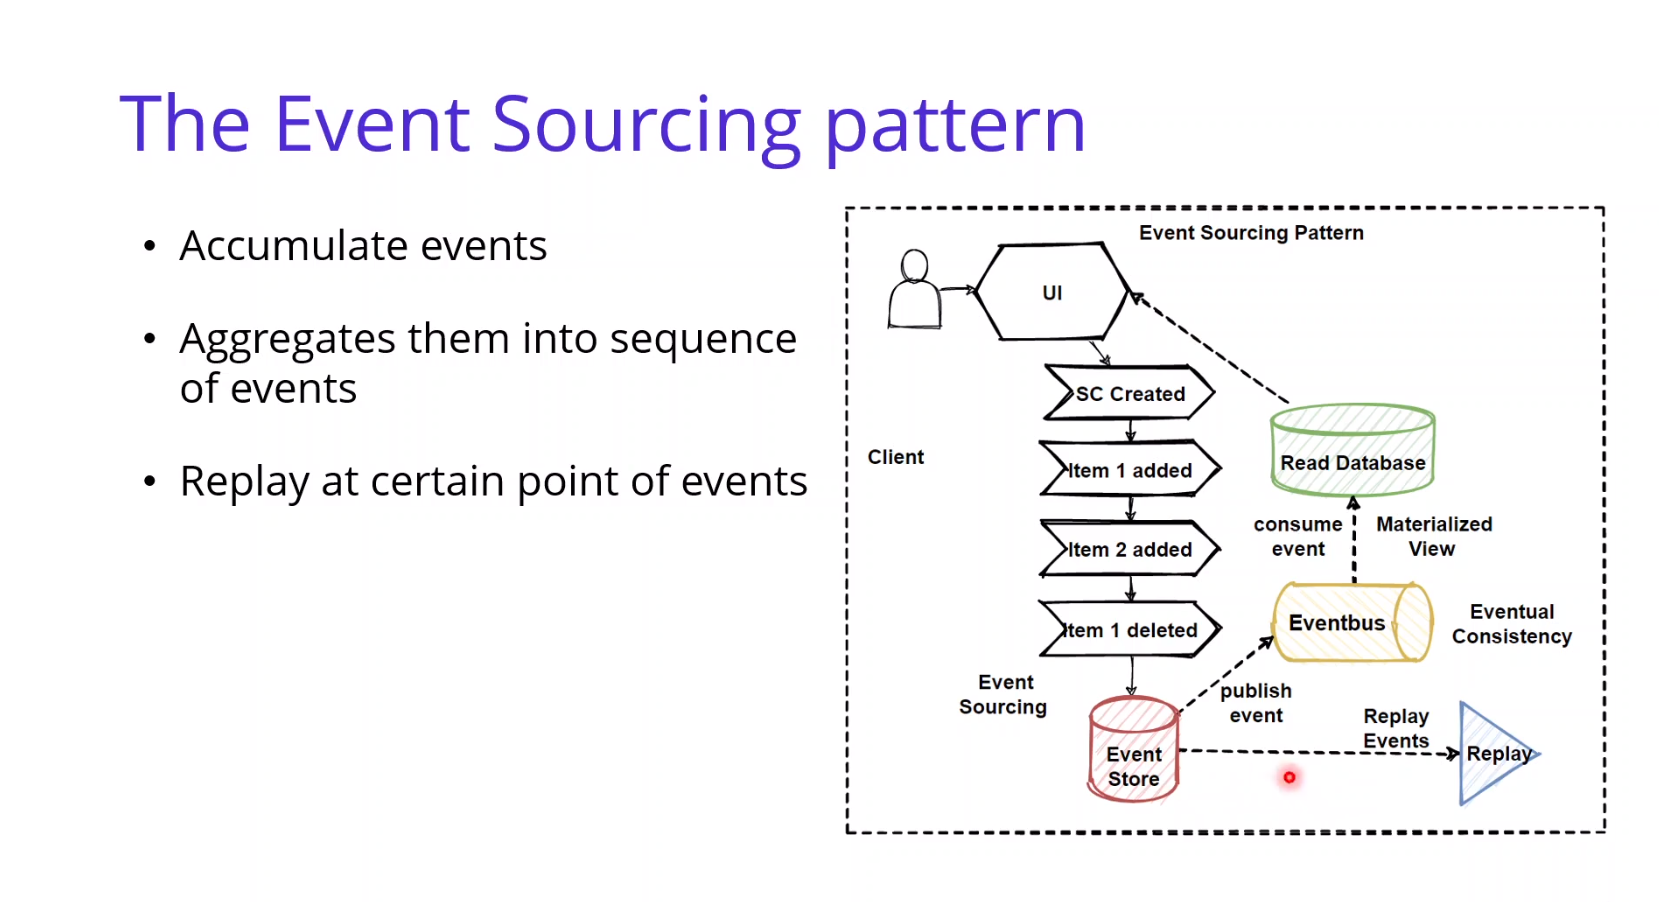 The Event Sourcing pattern
• Accumulate events
• Aggregates them into sequence
of events
• Replay at certain point of events
Event Sourcing Pattern
UI
SC Created
Client
Item 1 added
Read Database
consume
event
Materialized
View
Item 2 added
Eventbus
Eventual
Consistency
Item 1 deleted
Event
Sourcing
publish
event
Replay
Events
Event
Store
Replay